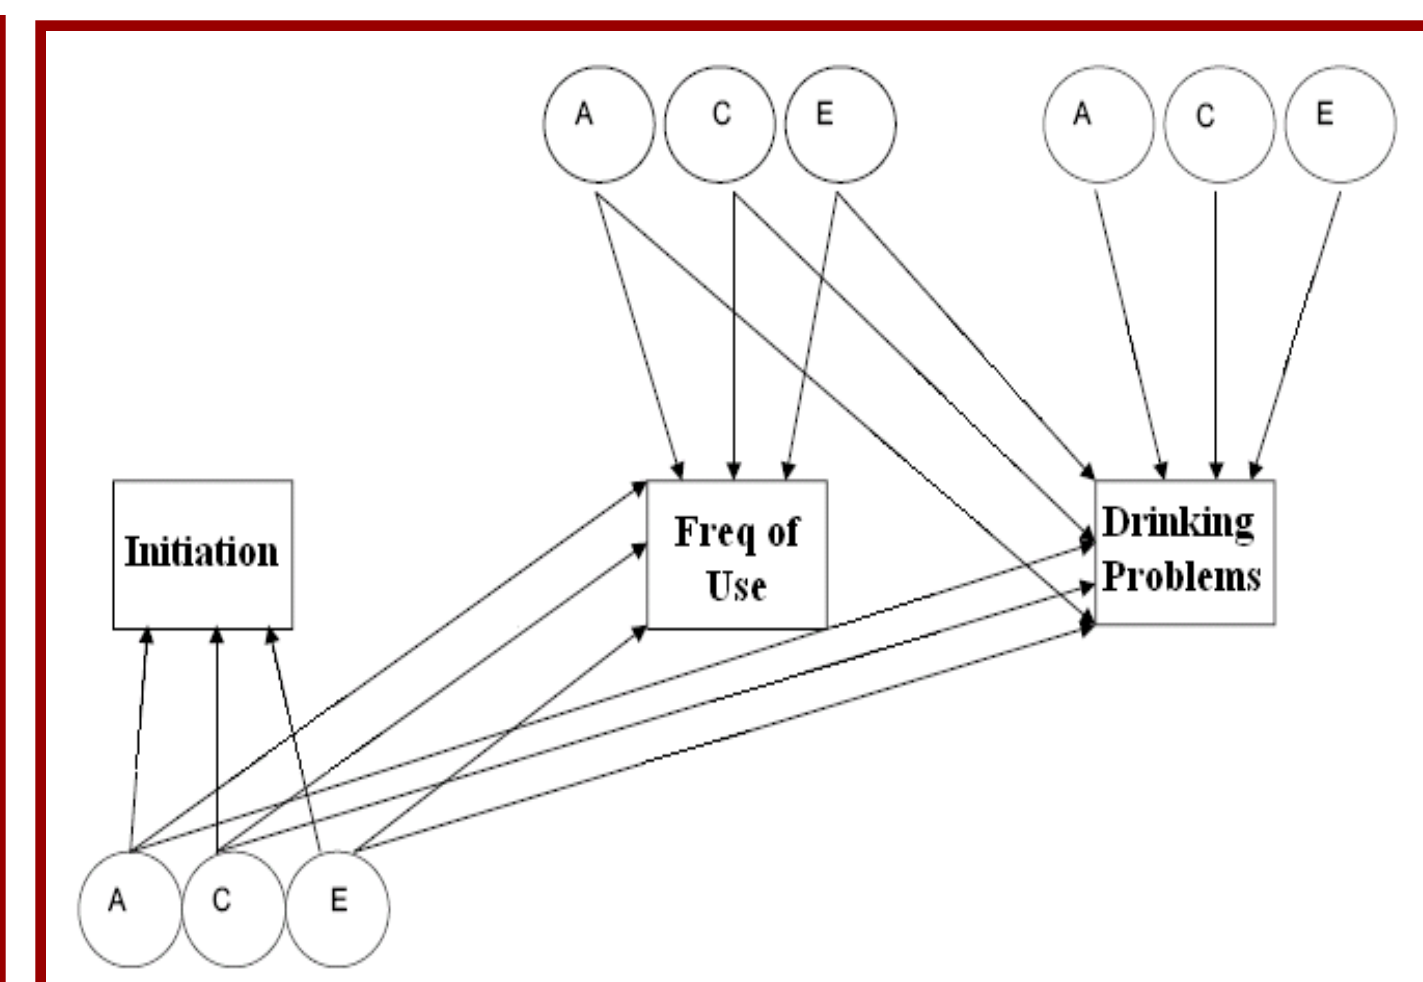 A C E A C E
Initiation
Freq of
Use
Drinking
Problems
A C E